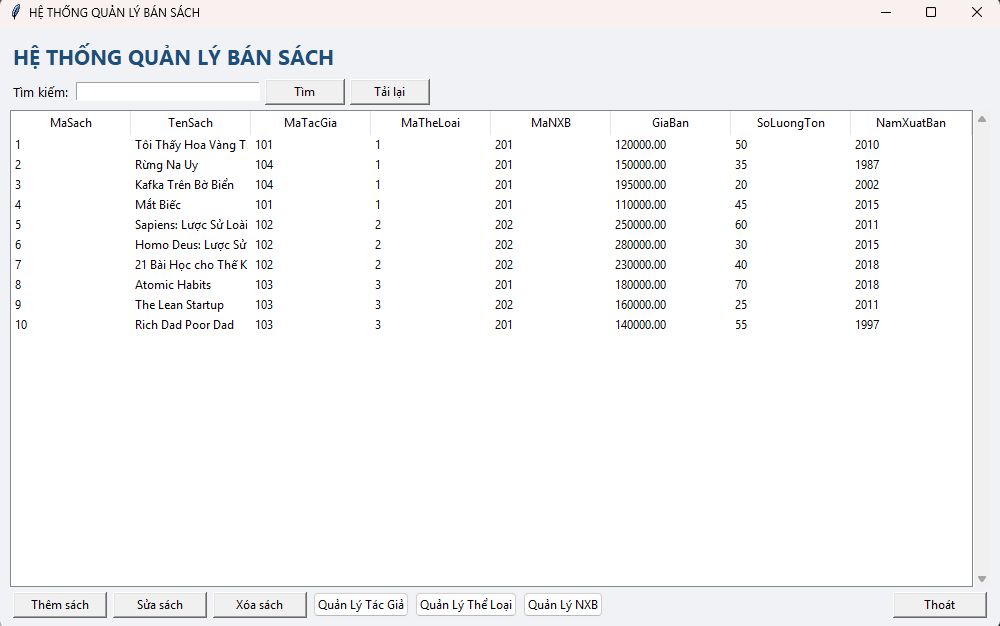 HỆ THỐNG QUẢN LÝ BÁN SÁCH
HỆ THỐNG QUẢN LÝ BÁN SÁCH
Tìm kiếm: Tìm Tải lại
MaSach TenSach MaTacGia MaTheLoai MaNXB GiaBan SoLuongTon NamXuatBan
1 Tôi Thấy Hoa Vàng T 101 1 201 120000.00 50 2010
2 Rừng Na Uy 104 1 201 150000.00 35 1987
3 Kafka Trên Bờ Biển 104 1 201 195000.00 20 2002
4 Mắt Biếc 101 1 201 110000.00 45 2015
5 Sapiens: Lược Sử Loài 102 2 202 250000.00 60 2011
6 Homo Deus: Lược Sử 102 2 202 280000.00 30 2015
7 21 Bài Học cho Thế K 102 2 202 230000.00 40 2018
8 Atomic Habits 103 3 201 180000.00 70 2018
9 The Lean Startup 103 3 202 160000.00 25 2011
10 Rich Dad Poor Dad 103 3 201 140000.00 55 1997
Thêm sách Sửa sách Xóa sách Quản Lý Tác Giả Quản Lý Thể Loại Quản Lý NXB Thoát